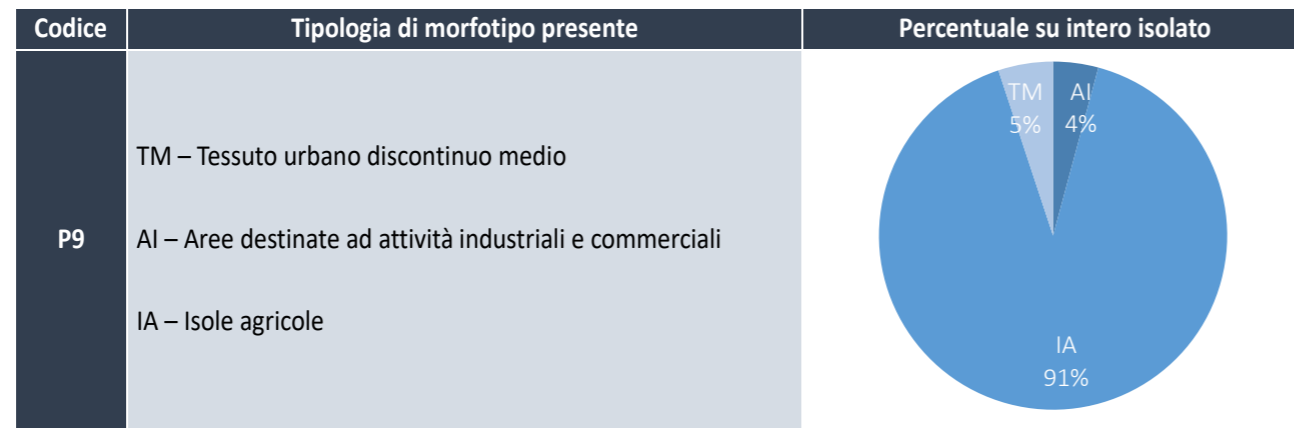 Codice
Tipologia di morfotipo presente
Percentuale su intero isolato
P9
TM – Tessuto urbano discontinuo medio
AI – Aree destinate ad attività industriali e commerciali
IA – Isole agricole
TM
5%
AI
4%
IA
91%